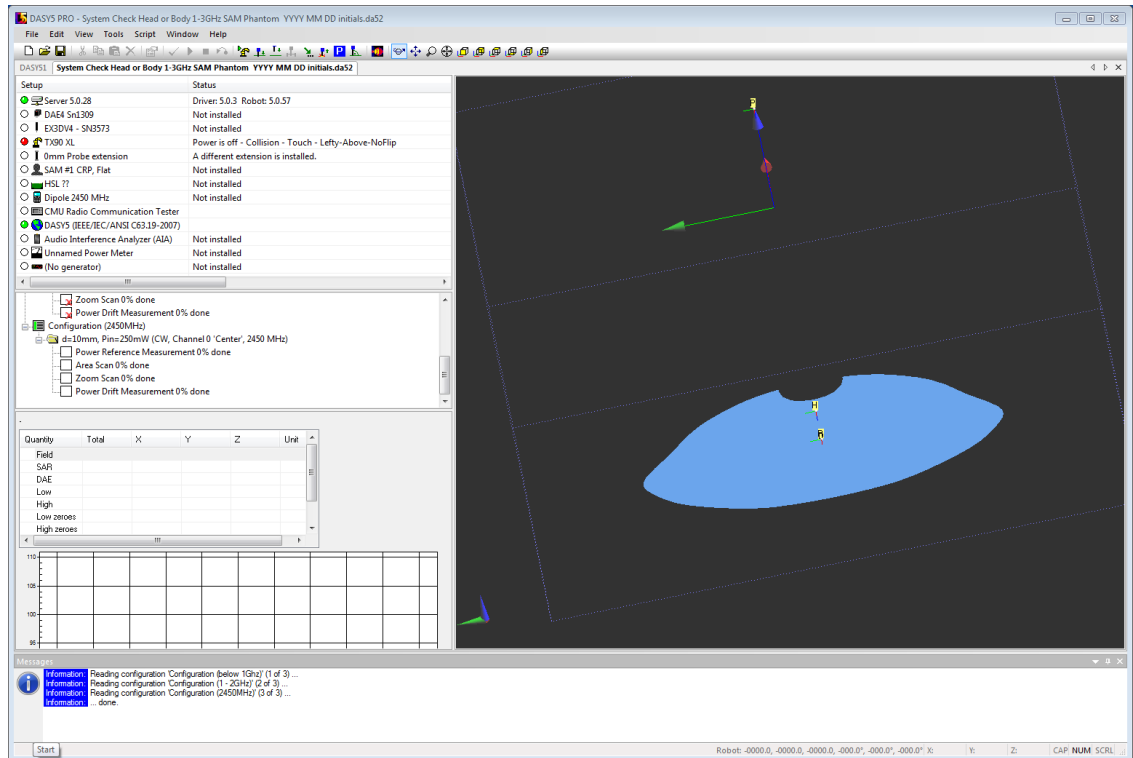 DASY5 PRO - System Check Head or Body 1-3GHz SAM Phantom YYYY MM DD initials.da52
File Edit View Tools Script Window Help
DASY51 System Check Head or Body 1-3GHz SAM Phantom YYYY MM DD initials.da52
Setup Status
Server 5.0.28 Driver: 5.0.3 Robot: 5.0.57
DAE4 Sn1309 Not installed
EX3DV4 - SN3573 Not installed
TX90 XL Power is off - Collision - Touch - Lefty-Above-NoFlip
0mm Probe extension A different extension is installed.
SAM #1 CRP, Flat Not installed
HSL ?? Not installed
Dipole 2450 MHz Not installed
CMU Radio Communication Tester
DASY5 (IEEE/IEC/ANSI C63.19-2007)
Audio Interference Analyzer (AIA) Not installed
Unnamed Power Meter Not installed
(No generator) Not installed
Zoom Scan 0% done
Power Drift Measurement 0% done
Configuration (2450MHz)
d=10mm, Pin=250mW (CW, Channel 0 'Center', 2450 MHz)
Power Reference Measurement 0% done
Area Scan 0% done
Zoom Scan 0% done
Power Drift Measurement 0% done
-
Quantity Total X Y Z Unit
Field
SAR
DAE
Low
High
Low zeroes
High zeroes
110
105
100
95
H
Messages
Information: Reading configuration 'Configuration (below 1Ghz)' (1 of 3) ...
Information: Reading configuration 'Configuration (1 - 2GHz)' (2 of 3) ...
Information: Reading configuration 'Configuration (2450MHz)' (3 of 3) ...
Information: ... done.
Start
Robot: -0000.0, -0000.0, -0000.0, -000.0°, -000.0°, -000.0° X: Y: Z: CAP NUM SCRL